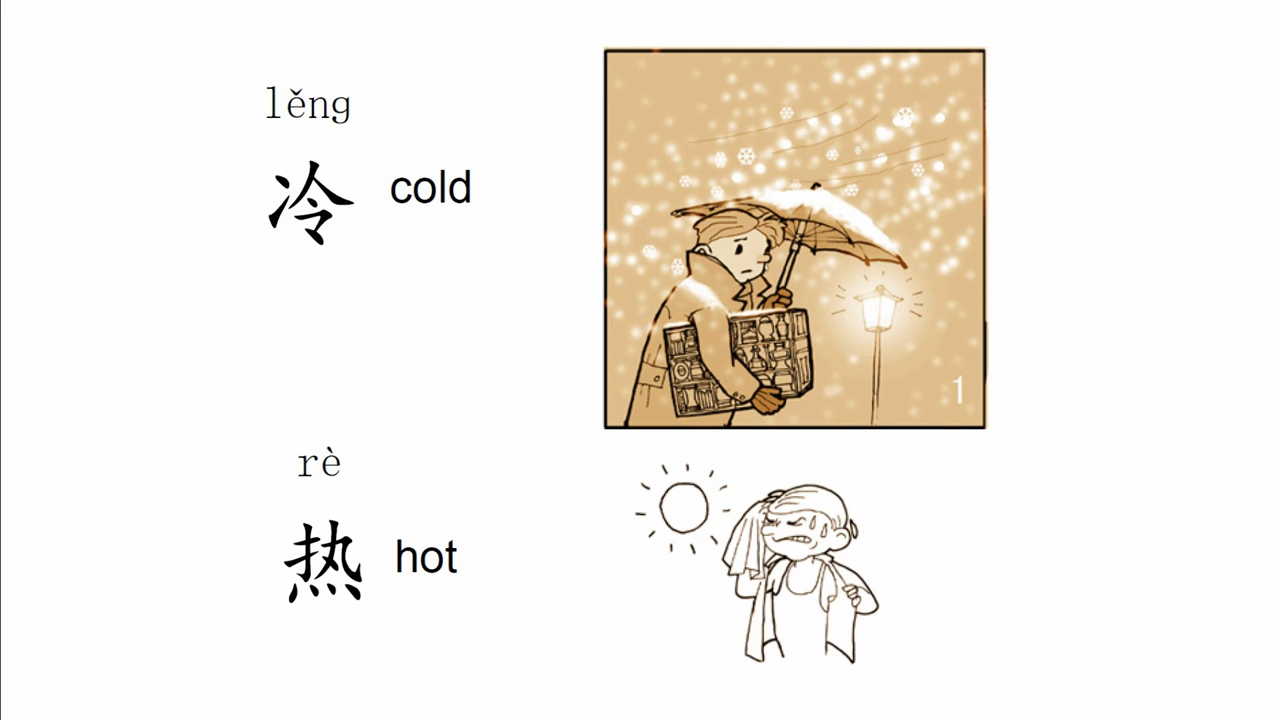 lěng
冷 cold
1
rè
热 hot